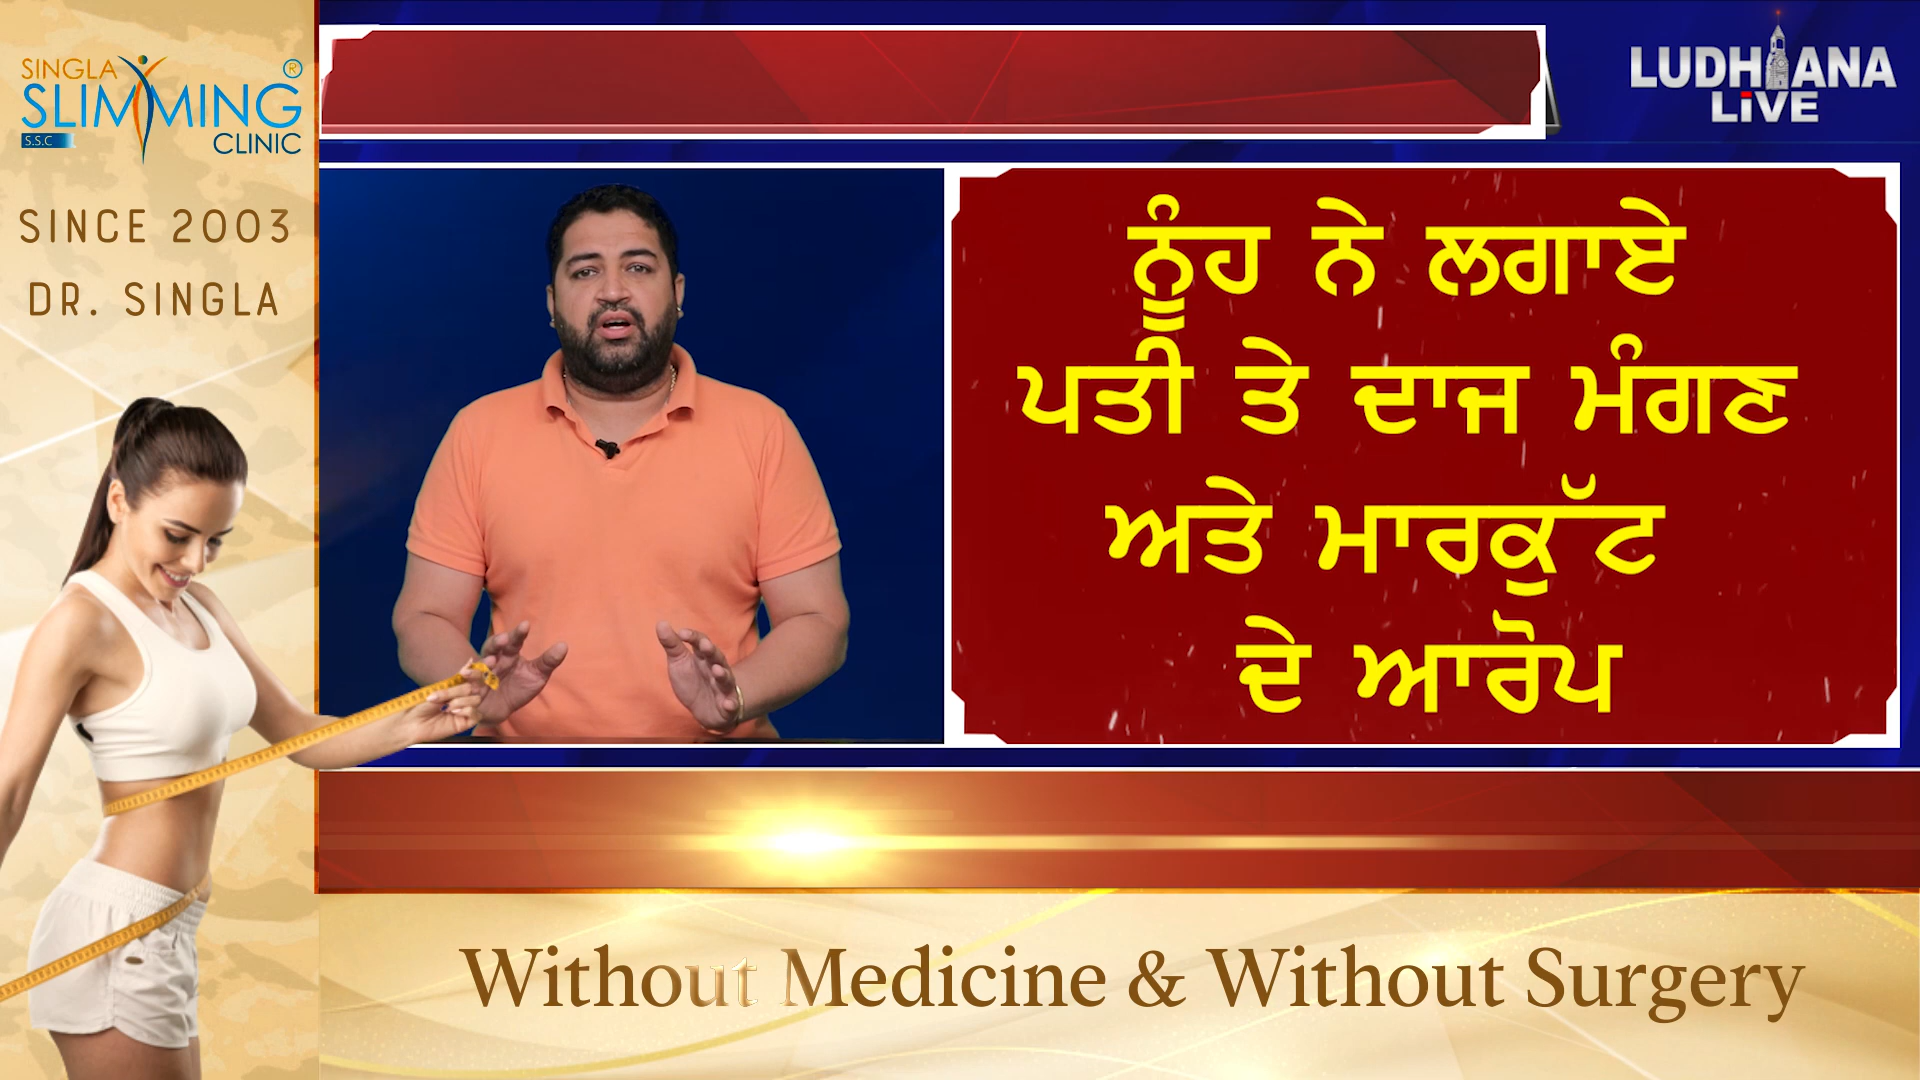 SINGLA
SLIMMING
CLINIC
S.S.C
®
SINCE 2003
DR. SINGLA
LUDHIANA
LiVE
ਨੂੰਹ ਨੇ ਲਗਾਏ
ਪਤੀ ਤੇ ਦਾਜ ਮੰਗਣ
ਅਤੇ ਮਾਰਕੁੱਟ
ਦੇ ਆਰੋਪ
Without Medicine & Without Surgery